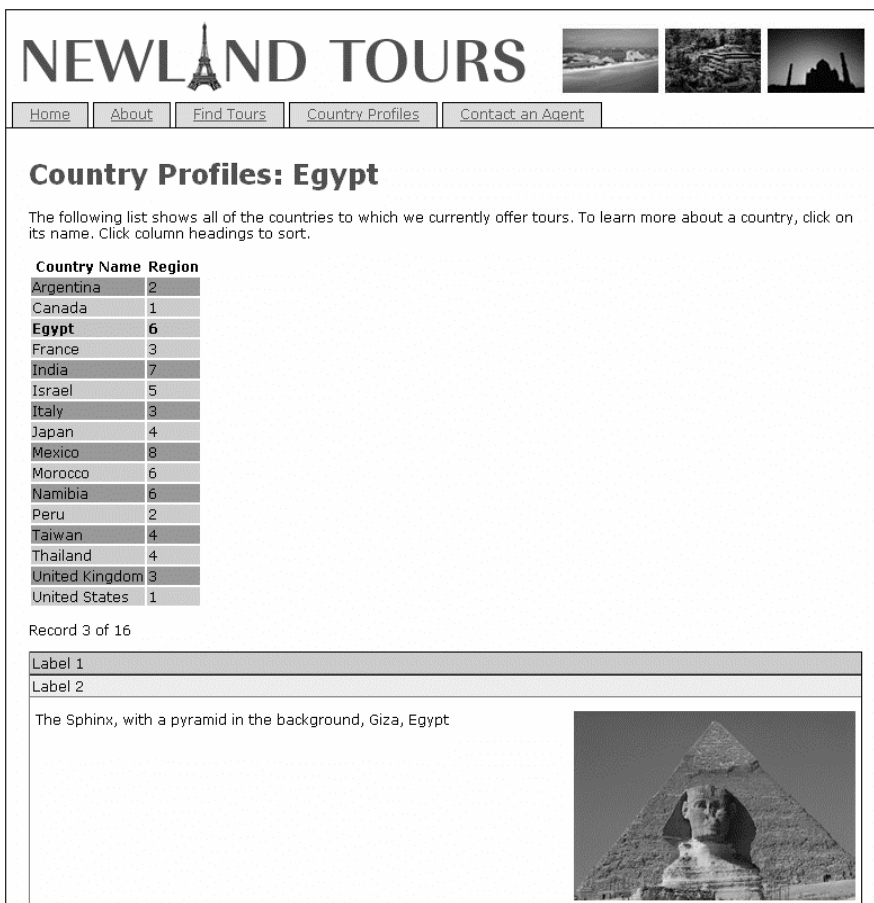 NEWLAND TOURS
Home About Find Tours Country Profiles Contact an Agent
Country Profiles: Egypt
The following list shows all of the countries to which we currently offer tours. To learn more about a country, click on
its name. Click column headings to sort.
Country Name Region
Argentina 2
Canada 1
Egypt 6
France 3
India 7
Israel 5
Italy 3
Japan 4
Mexico 8
Morocco 6
Namibia 6
Peru 2
Taiwan 4
Thailand 4
United Kingdom 3
United States 1
Record 3 of 16
Label 1
Label 2
The Sphinx, with a pyramid in the background, Giza, Egypt